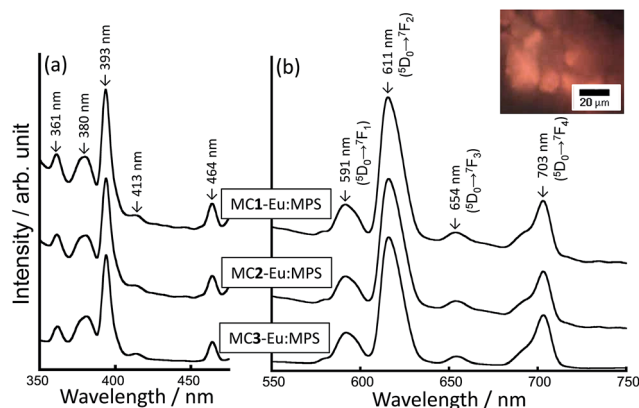 (a)
361 nm
380 nm
393 nm
413 nm
464 nm
(b)
591 nm
(⁵D₀→⁷F₁)
611 nm
(⁵D₀→⁷F₂)
654 nm
(⁵D₀→⁷F₃)
703 nm
(⁵D₀→⁷F₄)
20 μm
MC1-Eu:MPS
MC2-Eu:MPS
MC3-Eu:MPS
Intensity / arb. unit
350 400 450
550 600 650 700 750
Wavelength / nm
Wavelength / nm